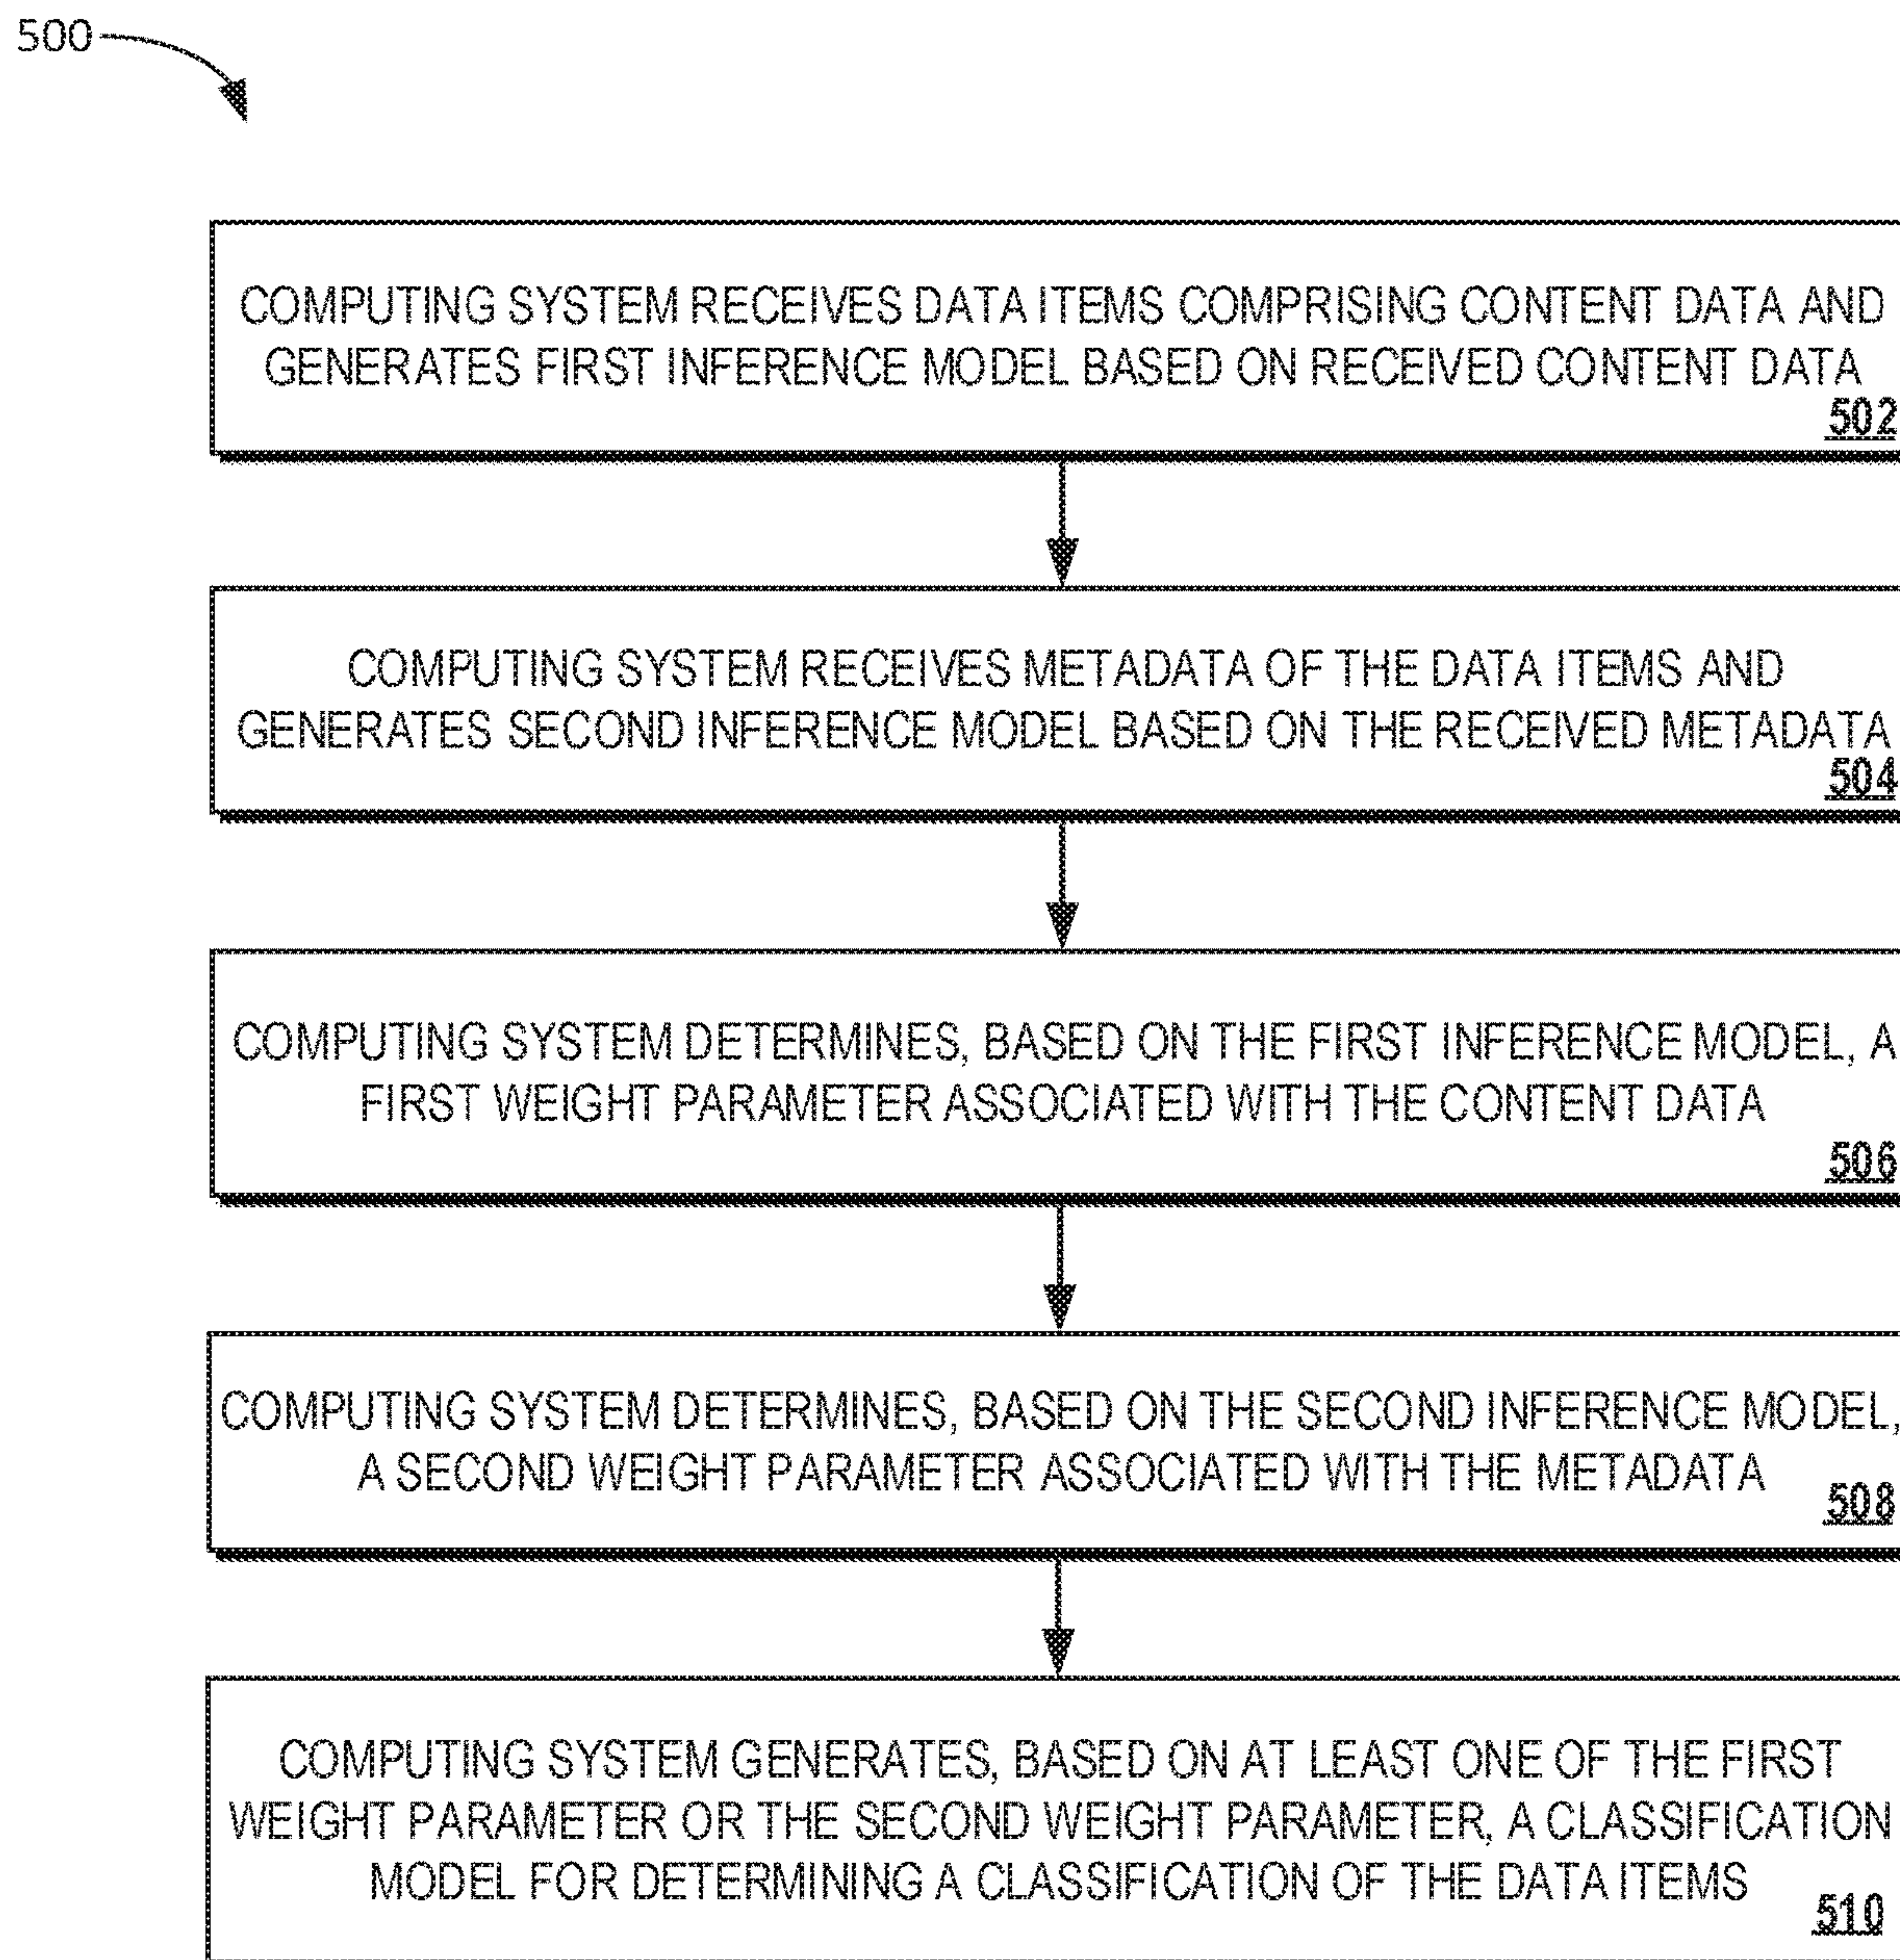 500
COMPUTING SYSTEM RECEIVES DATA ITEMS COMPRISING CONTENT DATA AND
GENERATES FIRST INFERENCE MODEL BASED ON RECEIVED CONTENT DATA
502
COMPUTING SYSTEM RECEIVES METADATA OF THE DATA ITEMS AND
GENERATES SECOND INFERENCE MODEL BASED ON THE RECEIVED METADATA
504
COMPUTING SYSTEM DETERMINES, BASED ON THE FIRST INFERENCE MODEL, A
FIRST WEIGHT PARAMETER ASSOCIATED WITH THE CONTENT DATA
506
COMPUTING SYSTEM DETERMINES, BASED ON THE SECOND INFERENCE MODEL,
A SECOND WEIGHT PARAMETER ASSOCIATED WITH THE METADATA
508
COMPUTING SYSTEM GENERATES, BASED ON AT LEAST ONE OF THE FIRST
WEIGHT PARAMETER OR THE SECOND WEIGHT PARAMETER, A CLASSIFICATION
MODEL FOR DETERMINING A CLASSIFICATION OF THE DATA ITEMS
510